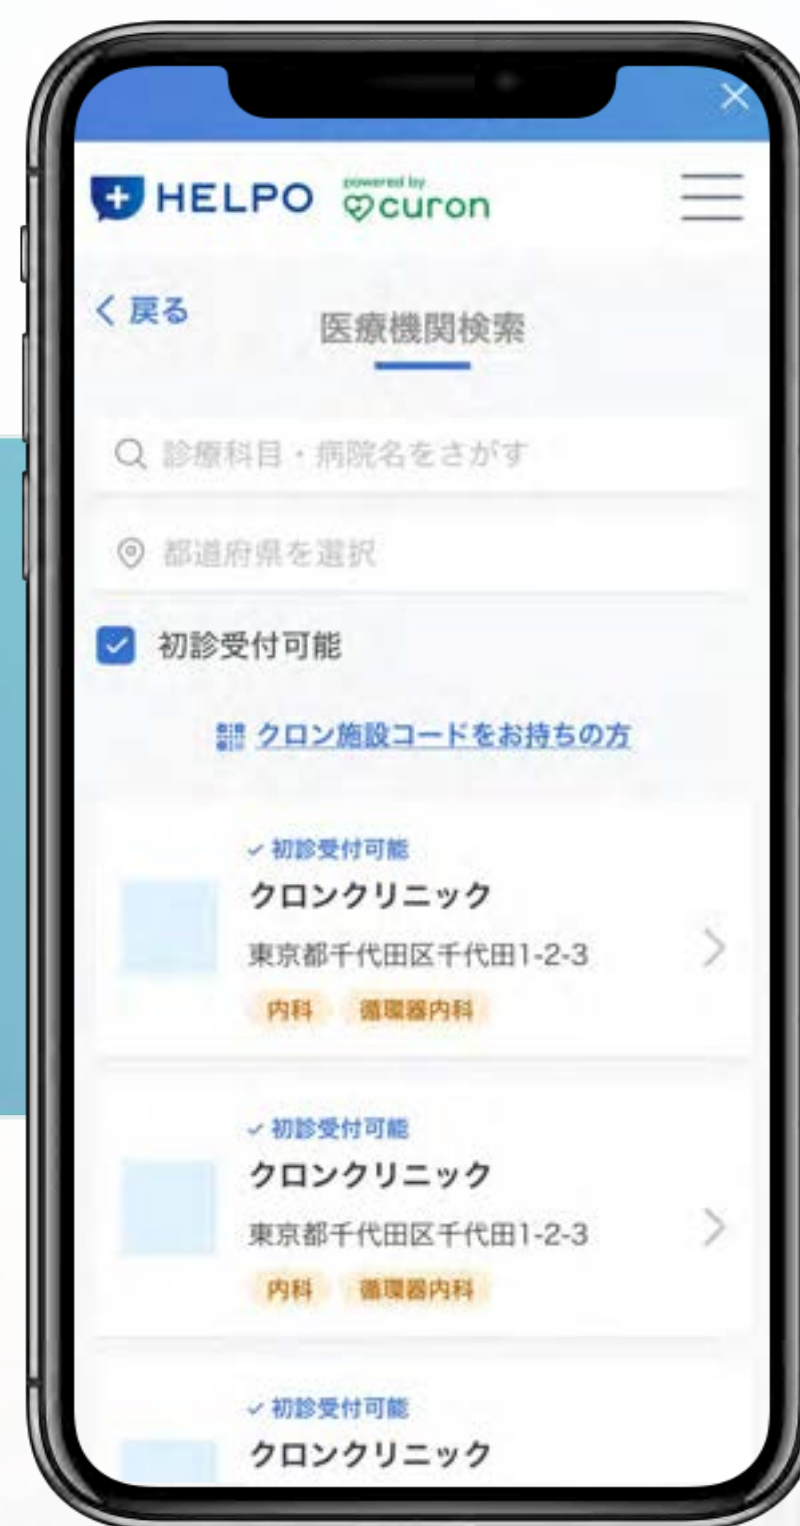 HELPO powered by curon
戻る
医療機関検索
診療科目・病院名をさがす
都道府県を選択
初診受付可能
クロン施設コードをお持ちの方
初診受付可能
クロンクリニック
東京都千代田区千代田1-2-3
内科 循環器内科
初診受付可能
クロンクリニック
東京都千代田区千代田1-2-3
内科 循環器内科
初診受付可能
クロンクリニック